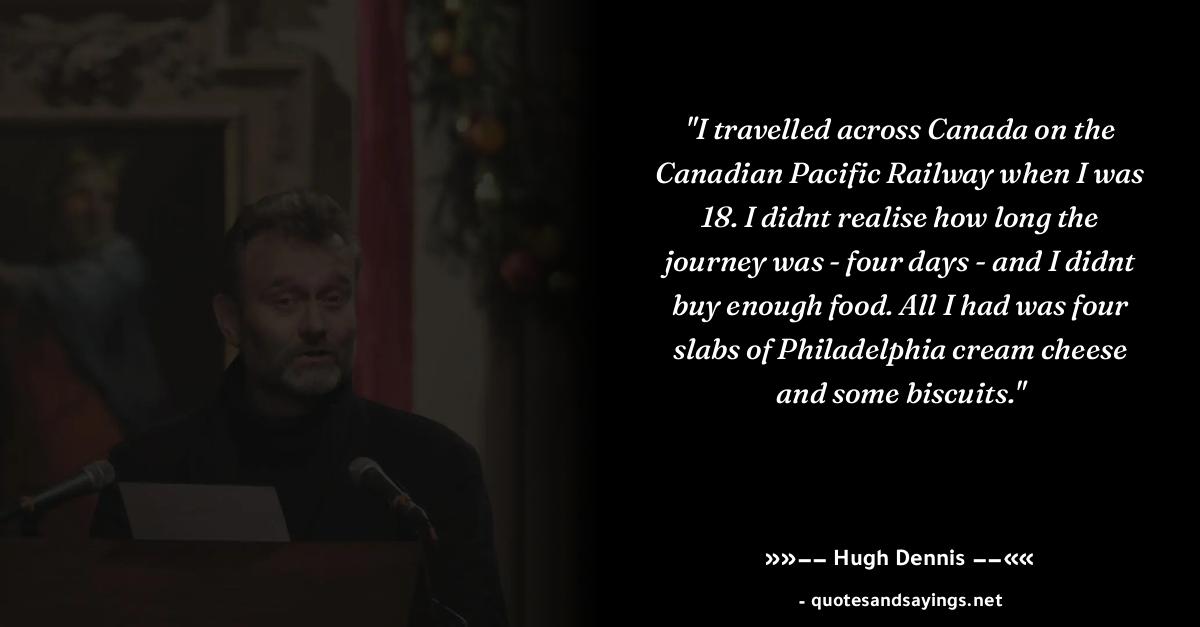 "I travelled across Canada on the
Canadian Pacific Railway when I was
18. I didnt realise how long the
journey was - four days - and I didnt
buy enough food. All I had was four
slabs of Philadelphia cream cheese
and some biscuits."
»»−− Hugh Dennis −−««
- quotesandsayings.net